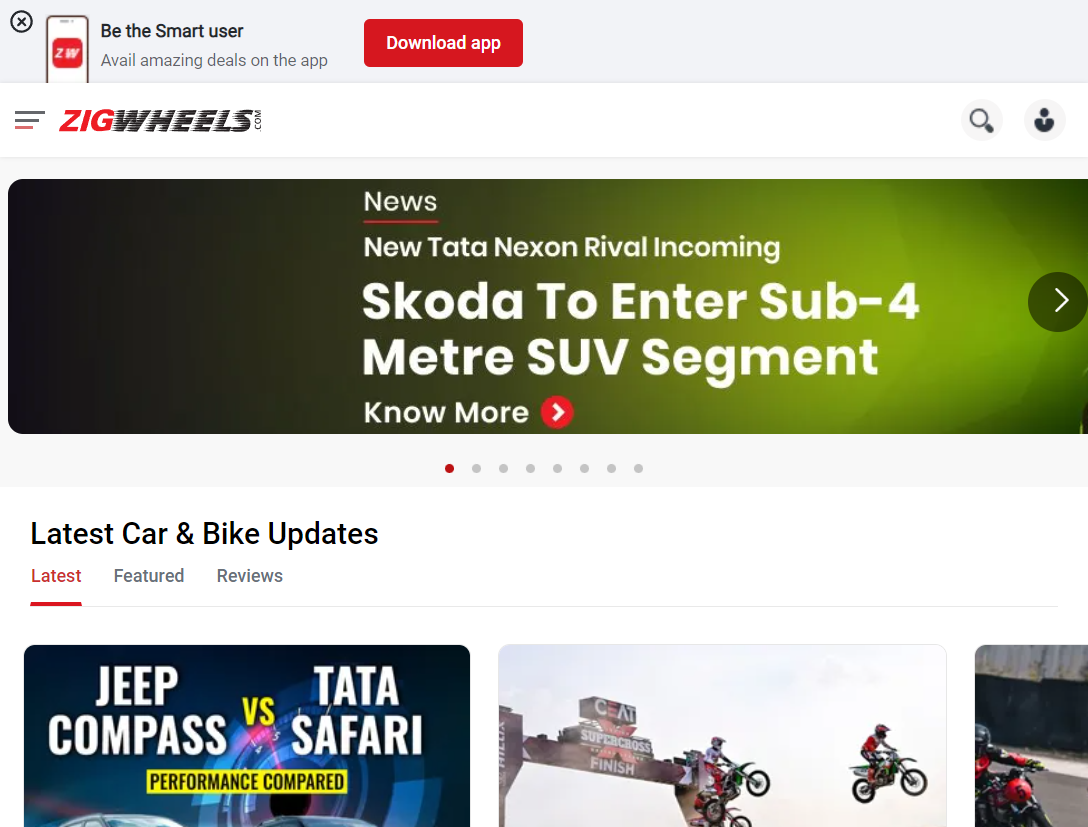 Be the Smart user
ZW
Avail amazing deals on the app
Download app
ZIGWHEELS.COM
News
New Tata Nexon Rival Incoming
Skoda To Enter Sub-4
Metre SUV Segment
Know More
Latest Car & Bike Updates
Latest Featured Reviews
JEEP COMPASS
VS
TATA SAFARI
PERFORMANCE COMPARED
CEAT
SUPERCROSS
FINISH